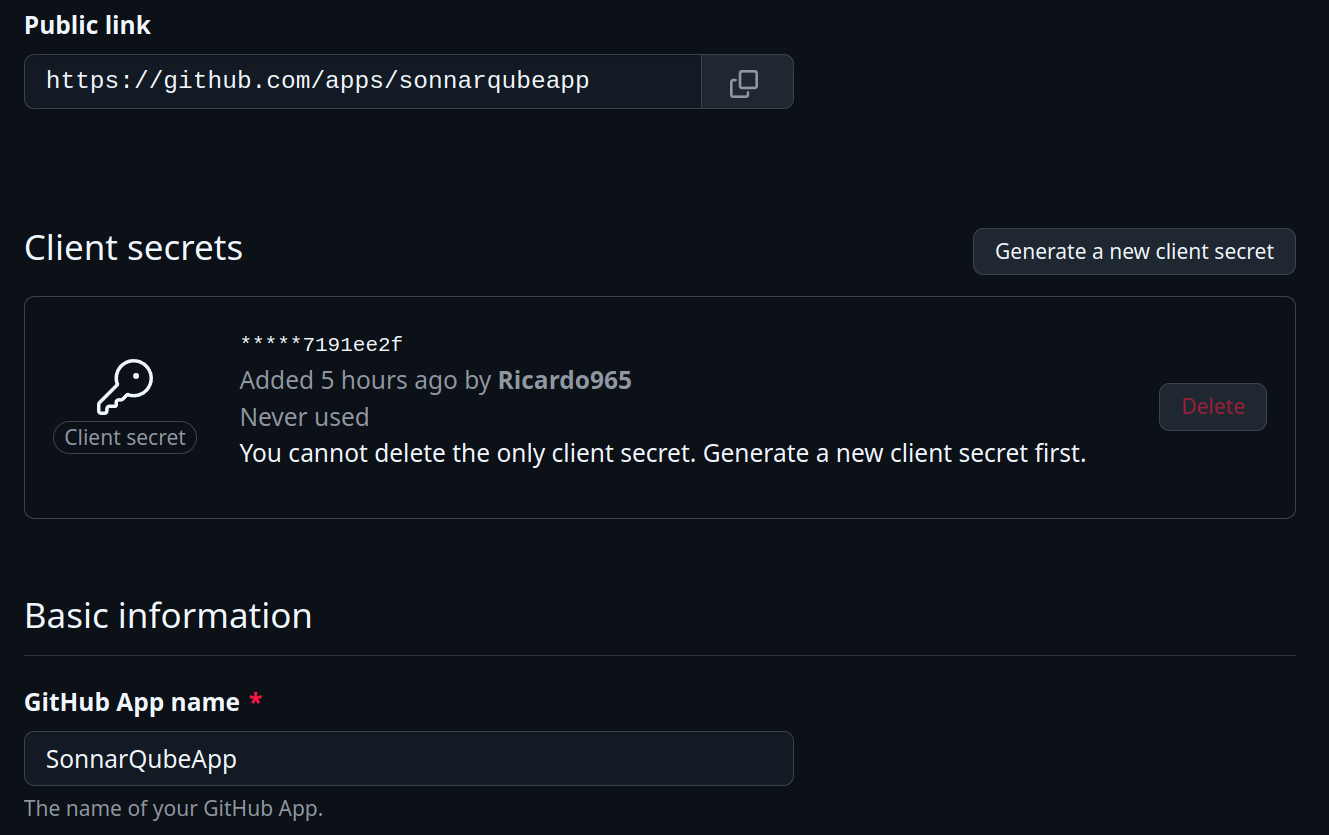 Public link
https://github.com/apps/sonnarqubeapp
Client secrets
Generate a new client secret
*****7191ee2f
Added 5 hours ago by Ricardo965
Never used
Client secret
You cannot delete the only client secret. Generate a new client secret first.
Delete
Basic information
GitHub App name *
SonnarQubeApp
The name of your GitHub App.